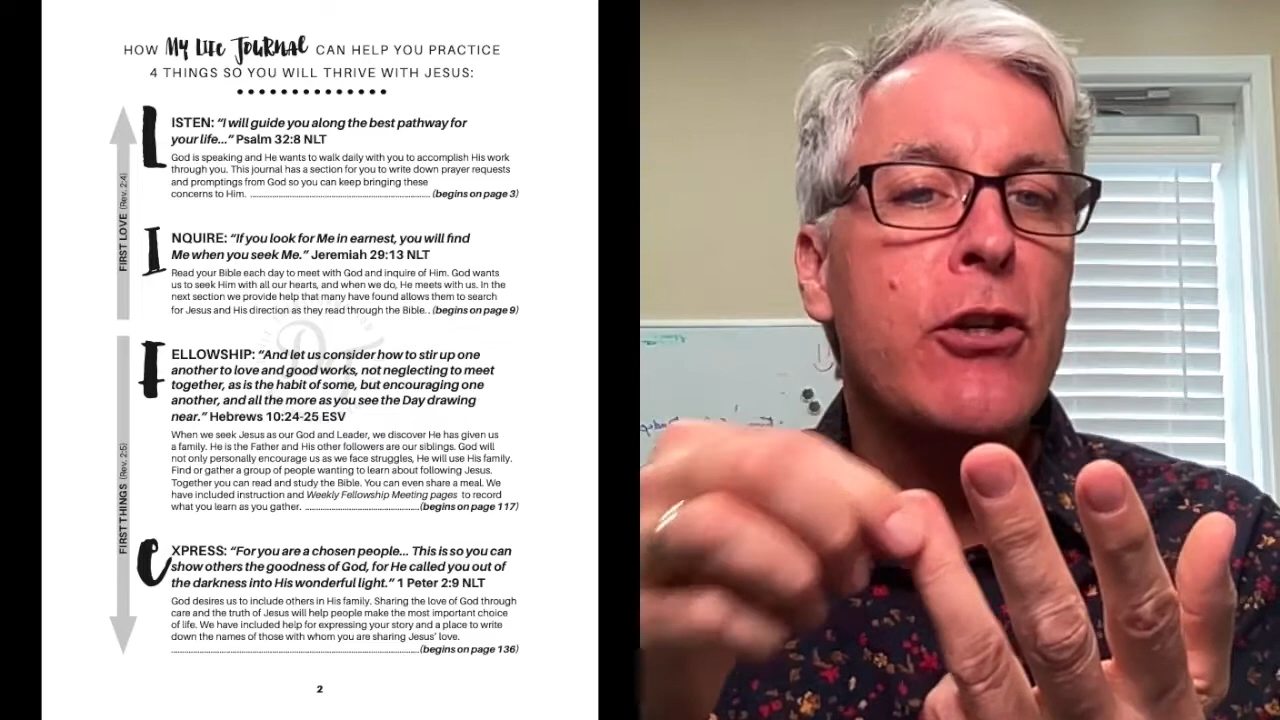 HOW My Life Journal CAN HELP YOU PRACTICE
4 THINGS SO YOU WILL THRIVE WITH JESUS:
FIRST LOVE (Rev. 2:4)
LISTEN: “I will guide you along the best pathway for
your life...” Psalm 32:8 NLT
God is speaking and He wants to walk daily with you to accomplish His work
through you. This journal has a section for you to write down prayer requests
and promptings from God so you can keep bringing these
concerns to Him. (begins on page 3)
INQUIRE: “If you look for Me in earnest, you will find
Me when you seek Me.” Jeremiah 29:13 NLT
Read your Bible each day to meet with God and inquire of Him. God wants
us to seek Him with all our hearts, and when we do, He meets with us. In the
next section we provide help that many have found allows them to search
for Jesus and His direction as they read through the Bible. . (begins on page 9)
FIRST THINGS (Rev. 2:5)
FELLOWSHIP: “And let us consider how to stir up one
another to love and good works, not neglecting to meet
together, as is the habit of some, but encouraging one
another, and all the more as you see the Day drawing
near.” Hebrews 10:24-25 ESV
When we seek Jesus as our God and Leader, we discover He has given us
a family. He is the Father and His other followers are our siblings. God will
not only personally encourage us as we face struggles, He will use His family.
Find or gather a group of people wanting to learn about following Jesus.
Together you can read and study the Bible. You can even share a meal. We
have included instruction and Weekly Fellowship Meeting pages to record
what you learn as you gather. (begins on page 117)
eXPRESS: “For you are a chosen people... This is so you can
show others the goodness of God, for He called you out of
the darkness into His wonderful light.” 1 Peter 2:9 NLT
God desires us to include others in His family. Sharing the love of God through
care and the truth of Jesus will help people make the most important choice
of life. We have included help for expressing your story and a place to write
down the names of those with whom you are sharing Jesus’ love.
(begins on page 136)
2